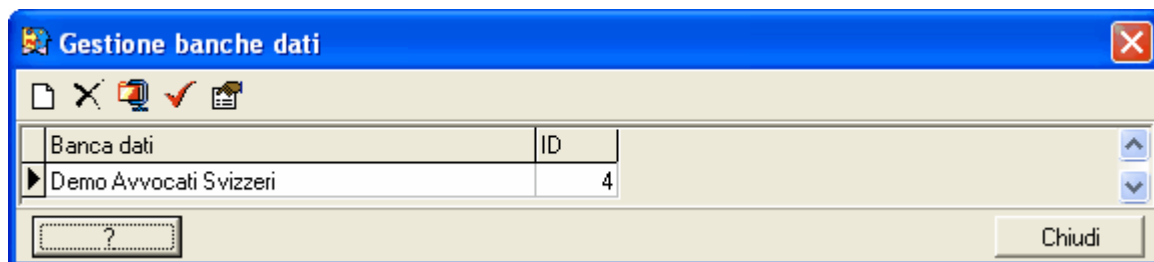 Gestione banche dati
Banca dati ID
Demo Avvocati Svizzeri 4
? Chiudi